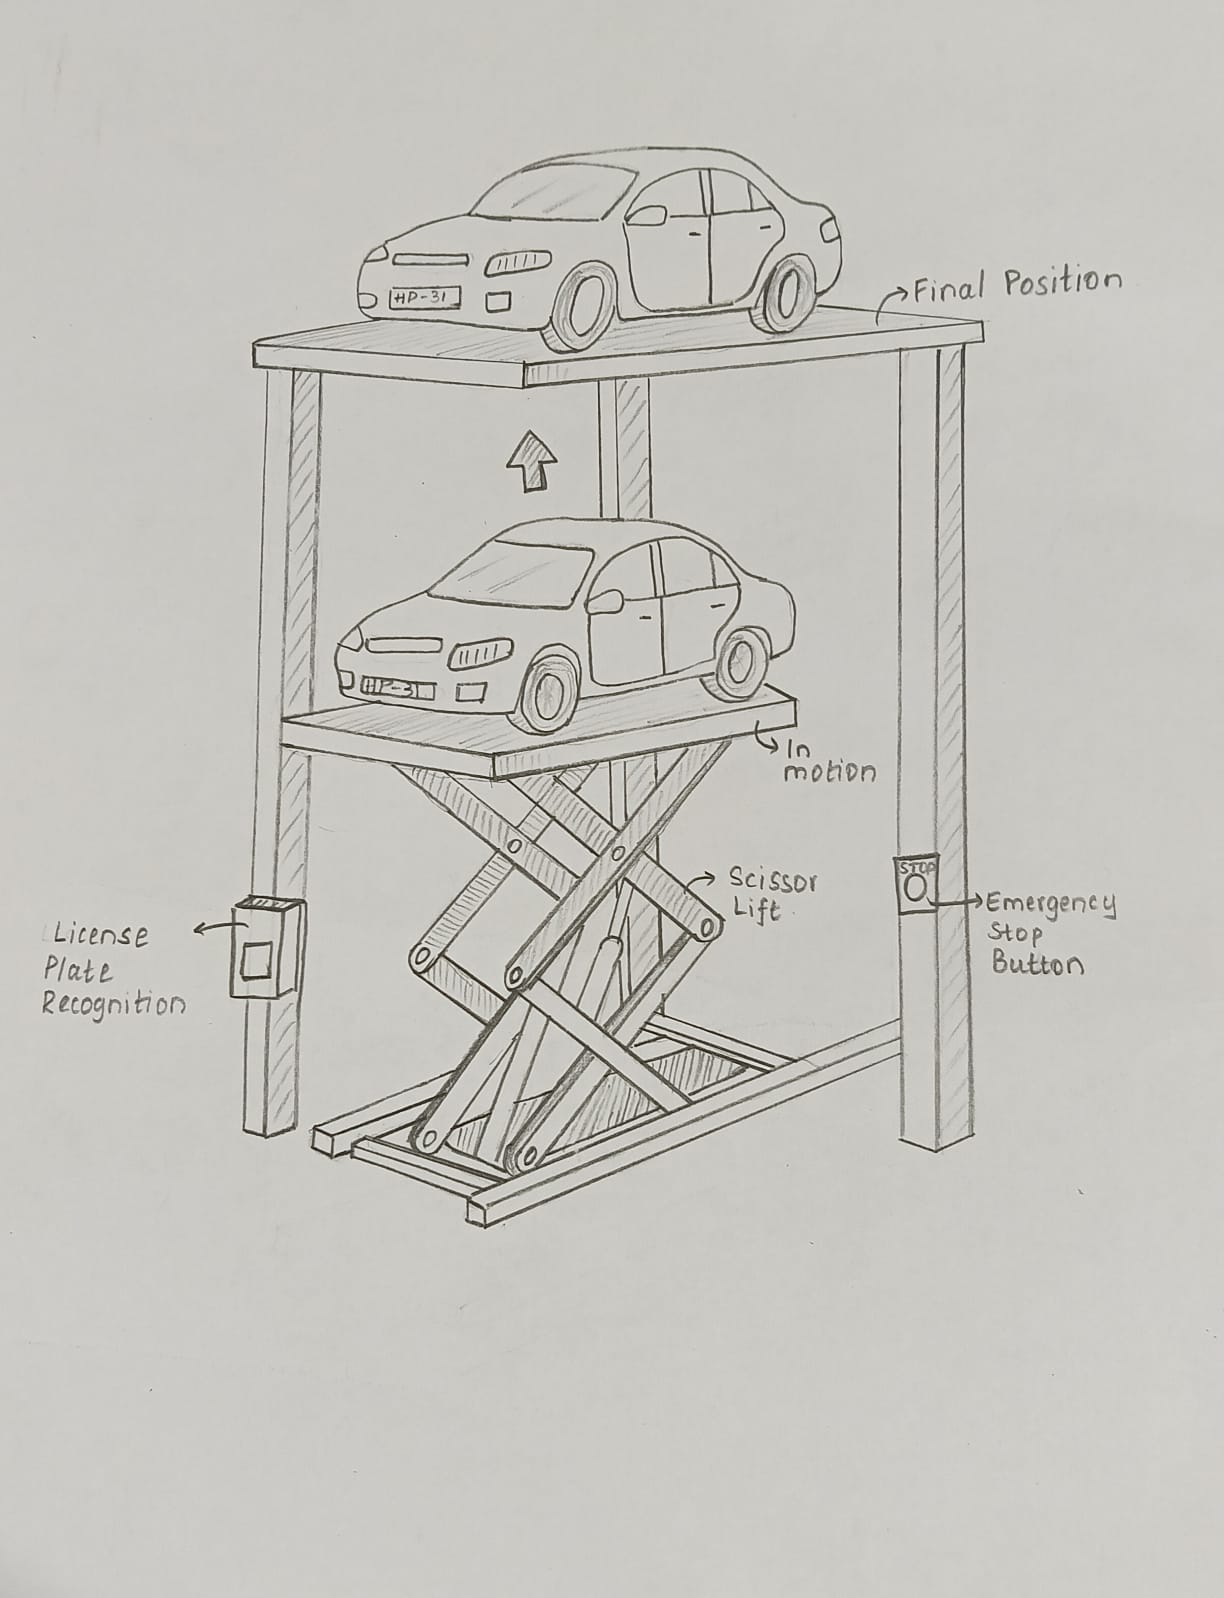 HP-31
Final Position
HP-31
In
motion
STOP
Scissor
Lift
Emergency
Stop
Button
License
Plate
Recognition